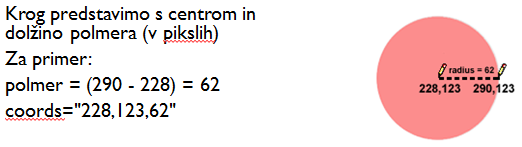 Krog predstavimo s centrom in
dolžino polmera (v pikslih)
Za primer:
polmer = (290 - 228) = 62
coords="228,123,62"
radius = 62
228,123 290,123